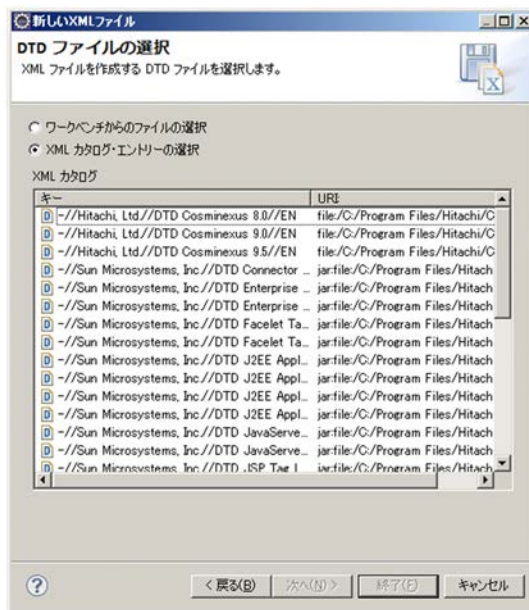 新しいXMLファイル
DTD ファイルの選択
XML ファイルを作成する DTD ファイルを選択します。
ワークベンチからのファイルの選択
XML カタログ・エントリーの選択
XML カタログ
キー URI
-//Hitachi, Ltd.//DTD Cosminexus 8.0//EN file:/C:/Program Files/Hitachi/C
-//Hitachi, Ltd.//DTD Cosminexus 9.0//EN file:/C:/Program Files/Hitachi/C
-//Hitachi, Ltd.//DTD Cosminexus 9.5//EN file:/C:/Program Files/Hitachi/C
-//Sun Microsystems, Inc.//DTD Connector ... jar:file:/C:/Program Files/Hitach
-//Sun Microsystems, Inc.//DTD Enterprise ... jar:file:/C:/Program Files/Hitach
-//Sun Microsystems, Inc.//DTD Enterprise ... jar:file:/C:/Program Files/Hitach
-//Sun Microsystems, Inc.//DTD Facelet Ta... jar:file:/C:/Program Files/Hitach
-//Sun Microsystems, Inc.//DTD Facelet Ta... jar:file:/C:/Program Files/Hitach
-//Sun Microsystems, Inc.//DTD J2EE Appl... jar:file:/C:/Program Files/Hitach
-//Sun Microsystems, Inc.//DTD J2EE Appl... jar:file:/C:/Program Files/Hitach
-//Sun Microsystems, Inc.//DTD J2EE Appl... jar:file:/C:/Program Files/Hitach
-//Sun Microsystems, Inc.//DTD J2EE Appl... jar:file:/C:/Program Files/Hitach
-//Sun Microsystems, Inc.//DTD JavaServe... jar:file:/C:/Program Files/Hitach
-//Sun Microsystems, Inc.//DTD JavaServe... jar:file:/C:/Program Files/Hitach
-//Sun Microsystems, Inc.//DTD JSP Tag L... jar:file:/C:/Program Files/Hitach
< 戻る(B) 次へ(N) > 終了(F) キャンセル